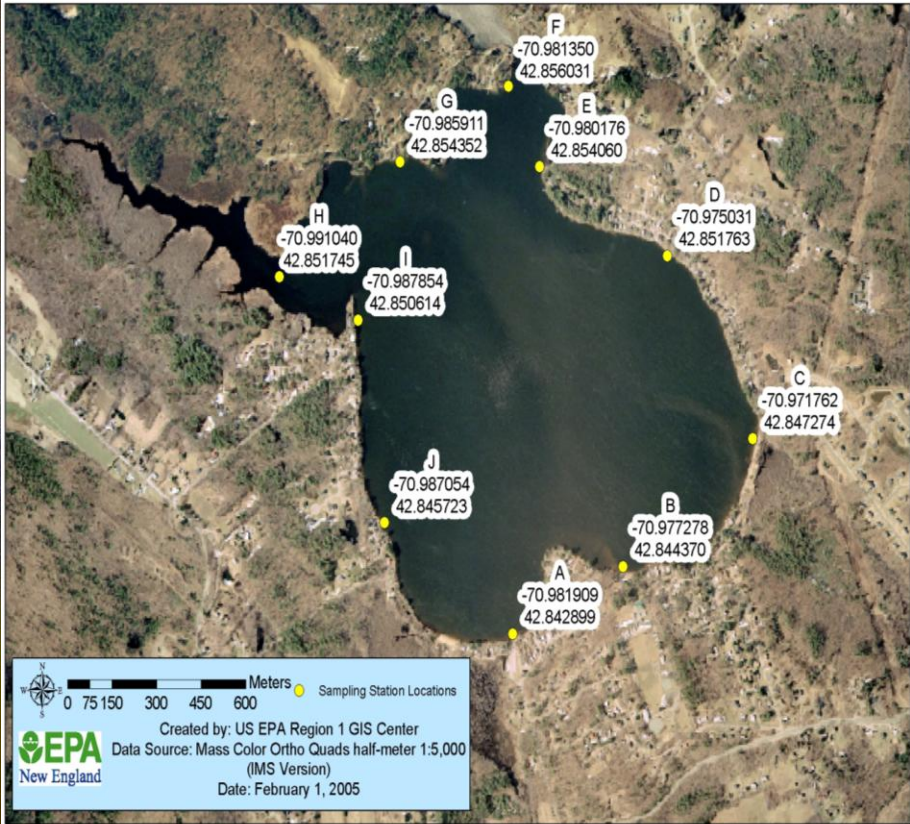 F
-70.981350
42.856031
G
-70.985911
42.854352
E
-70.980176
42.854060
D
-70.975031
42.851763
H
-70.991040
42.851745
I
-70.987854
42.850614
C
-70.971762
42.847274
J
-70.987054
42.845723
B
-70.977278
42.844370
A
-70.981909
42.842899
N
W E
S
Meters
0 75 150 300 450 600
Sampling Station Locations
Created by: US EPA Region 1 GIS Center
Data Source: Mass Color Ortho Quads half-meter 1:5,000
(IMS Version)
Date: February 1, 2005
EPA
New England